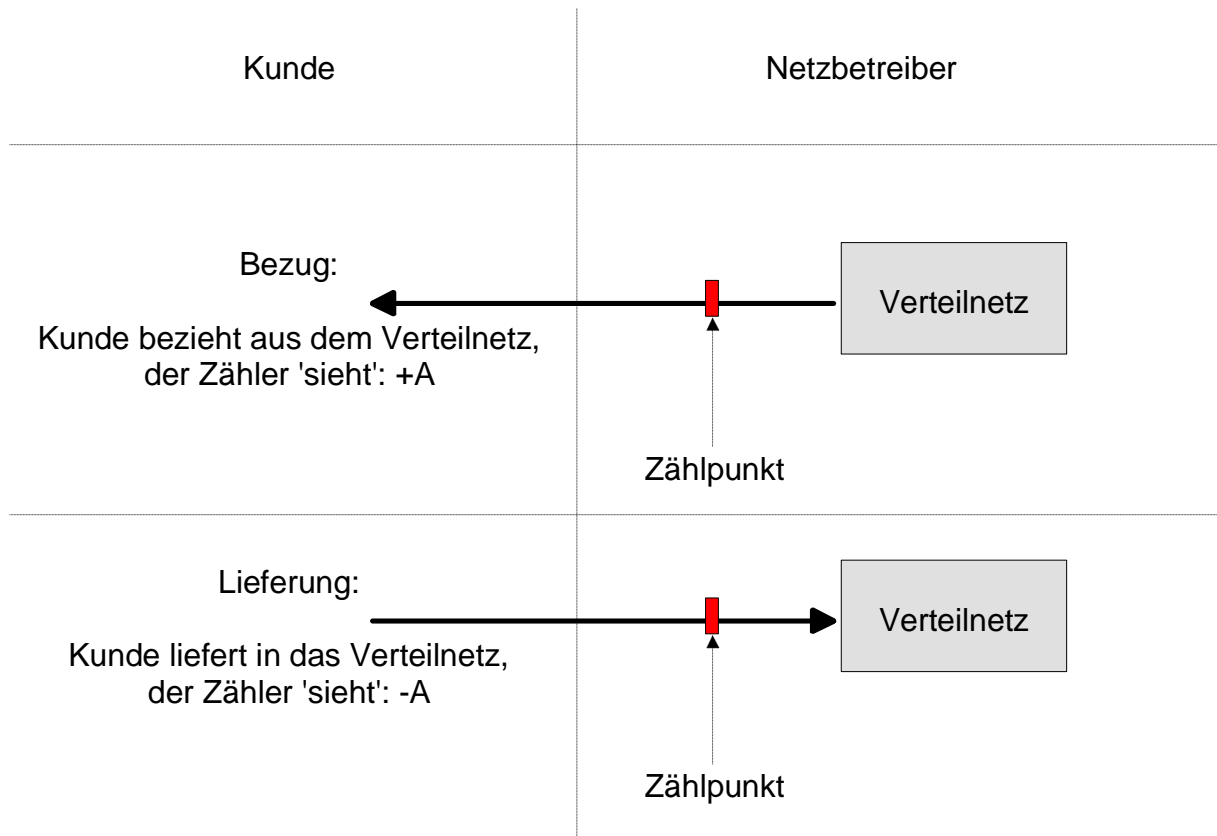 Kunde
Netzbetreiber
Bezug:
Kunde bezieht aus dem Verteilnetz,
der Zähler 'sieht': +A
Verteilnetz
Zählpunkt
Lieferung:
Kunde liefert in das Verteilnetz,
der Zähler 'sieht': -A
Verteilnetz
Zählpunkt